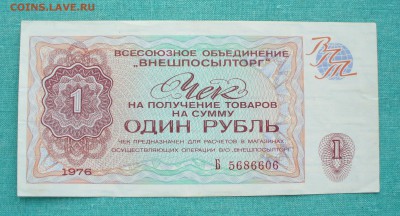 COINS.LAVE.RU
ВСЕСОЮЗНОЕ ОБЪЕДИНЕНИЕ
„ВНЕШПОСЫЛТОРГ"
ВПТ
Чек
1
НА ПОЛУЧЕНИЕ ТОВАРОВ
НА СУММУ
ОДИН РУБЛЬ
ЧЕК ПРЕДНАЗНАЧЕН ДЛЯ РАСЧЕТОВ В МАГАЗИНАХ,
ОСУЩЕСТВЛЯЮЩИХ ОПЕРАЦИИ В/О „ВНЕШПОСЫЛТОРГ"
1
1976
Б 5686606